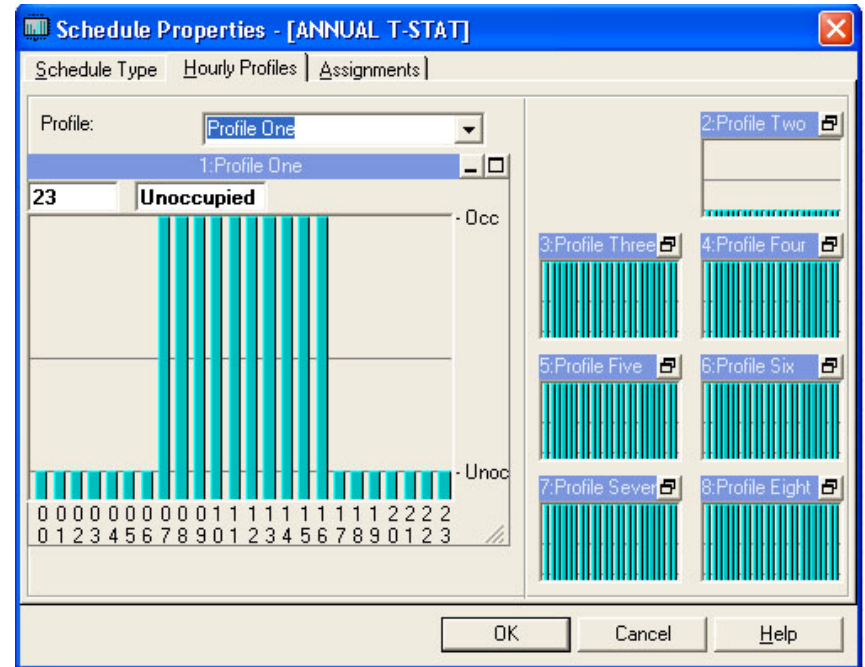 Schedule Properties - [ANNUAL T-STAT]
Schedule Type Hourly Profiles Assignments
Profile: Profile One
1:Profile One
23 Unoccupied
Occ
Unoc
0 0 0 0 0 0 0 0 0 0 1 1 1 1 1 1 1 1 1 1 2 2 2 2
0 1 2 3 4 5 6 7 8 9 0 1 2 3 4 5 6 7 8 9 0 1 2 3
2:Profile Two
3:Profile Three 4:Profile Four
5:Profile Five 6:Profile Six
7:Profile Sever 8:Profile Eight
OK Cancel Help